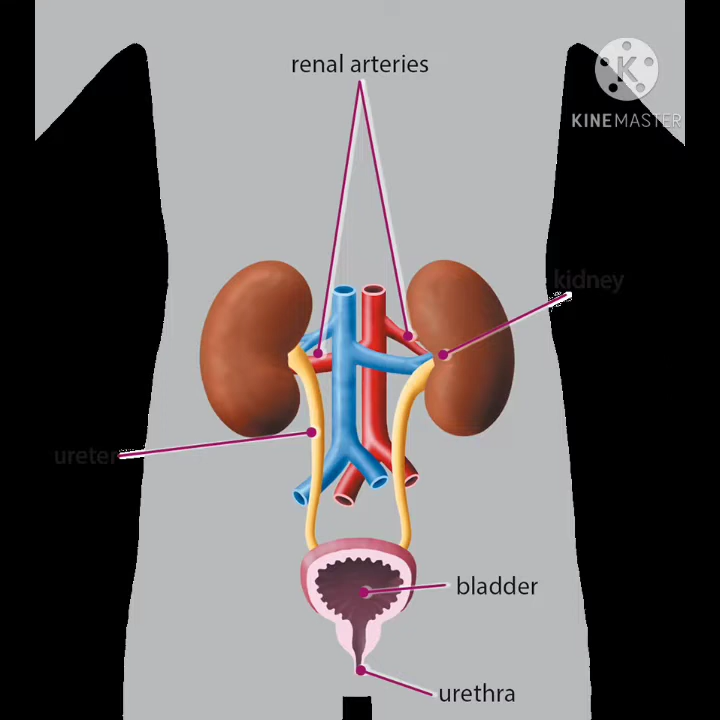 renal arteries
K
KINEMASTER
kidney
ureter
bladder
urethra